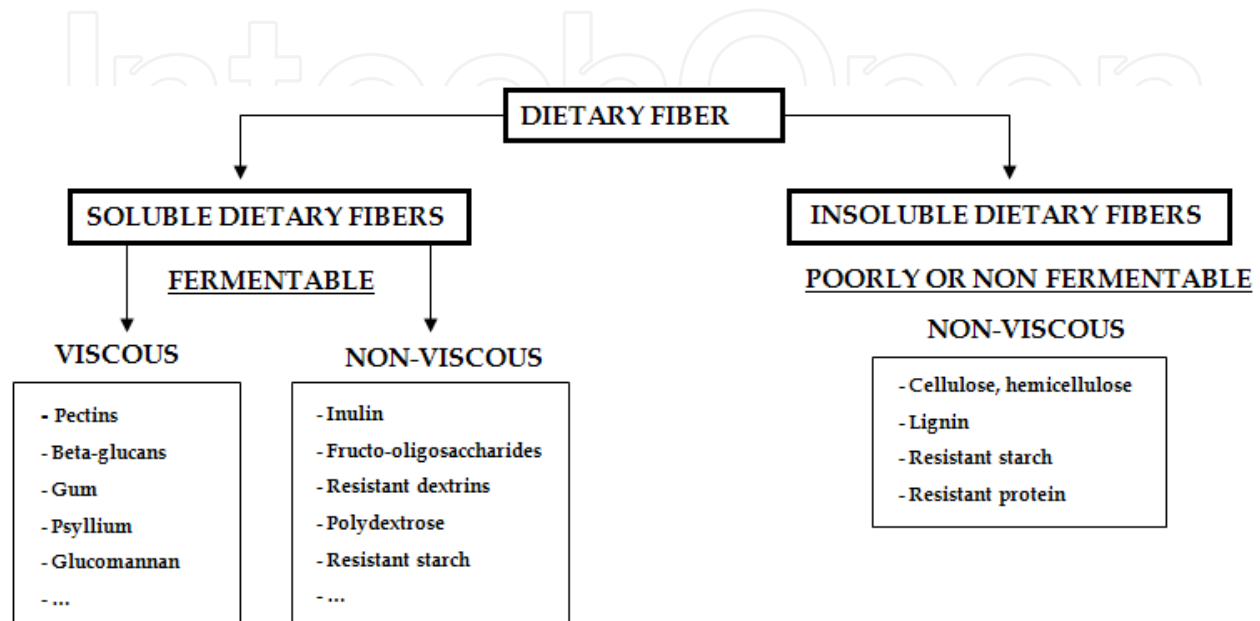 IntechOpen
DIETARY FIBER
SOLUBLE DIETARY FIBERS
INSOLUBLE DIETARY FIBERS
FERMENTABLE
POORLY OR NON FERMENTABLE
VISCOUS
NON-VISCOUS
NON-VISCOUS
- Pectins
- Beta-glucans
- Gum
- Psyllium
- Glucomannan
- ...
- Inulin
- Fructo-oligosaccharides
- Resistant dextrins
- Polydextrose
- Resistant starch
- ...
- Cellulose, hemicellulose
- Lignin
- Resistant starch
- Resistant protein